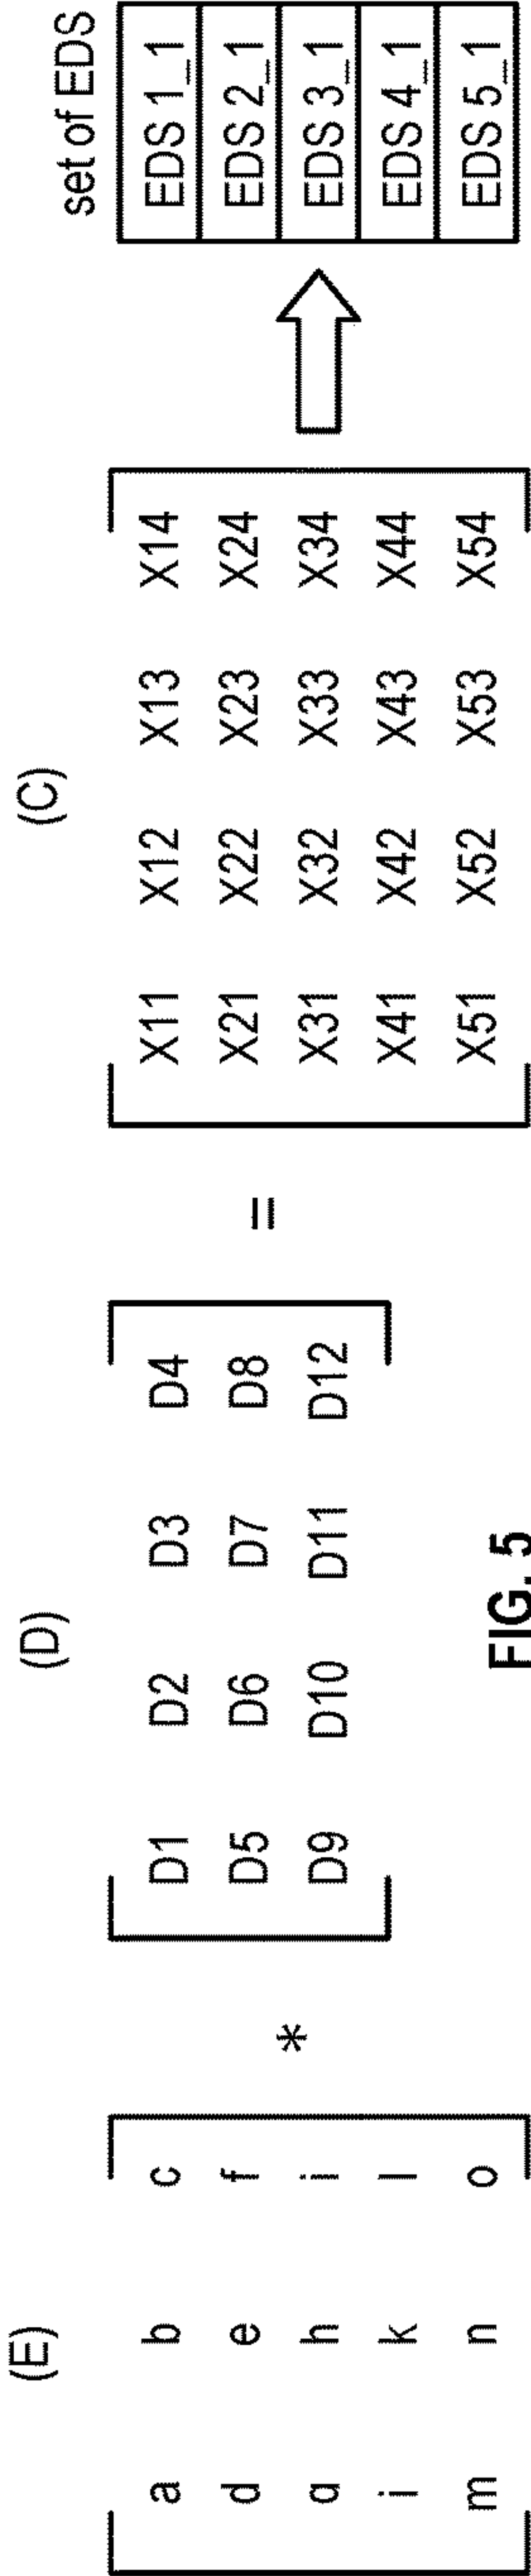 (E) (D) (C) set of EDS
a b c D1 D2 D3 D4 X11 X12 X13 X14 EDS 1_1
d e f D5 D6 D7 D8 X21 X22 X23 X24 EDS 2_1
g h i * D9 D10 D11 D12 = X31 X32 X33 X34 EDS 3_1
j k l X41 X42 X43 X44 EDS 4_1
m n o X51 X52 X53 X54 EDS 5_1
FIG. 5